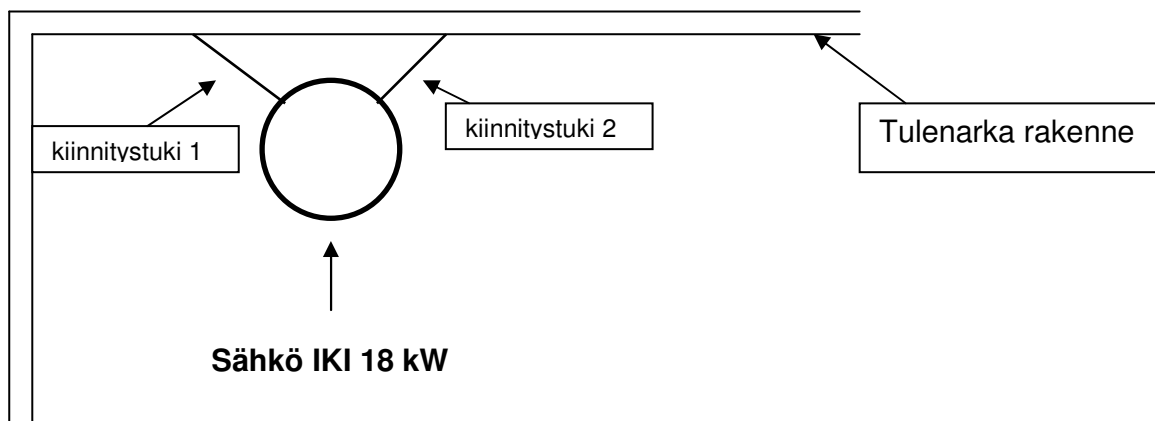 kiinnitystuki 1
kiinnitystuki 2
Tulenarka rakenne
Sähkö IKI 18 kW